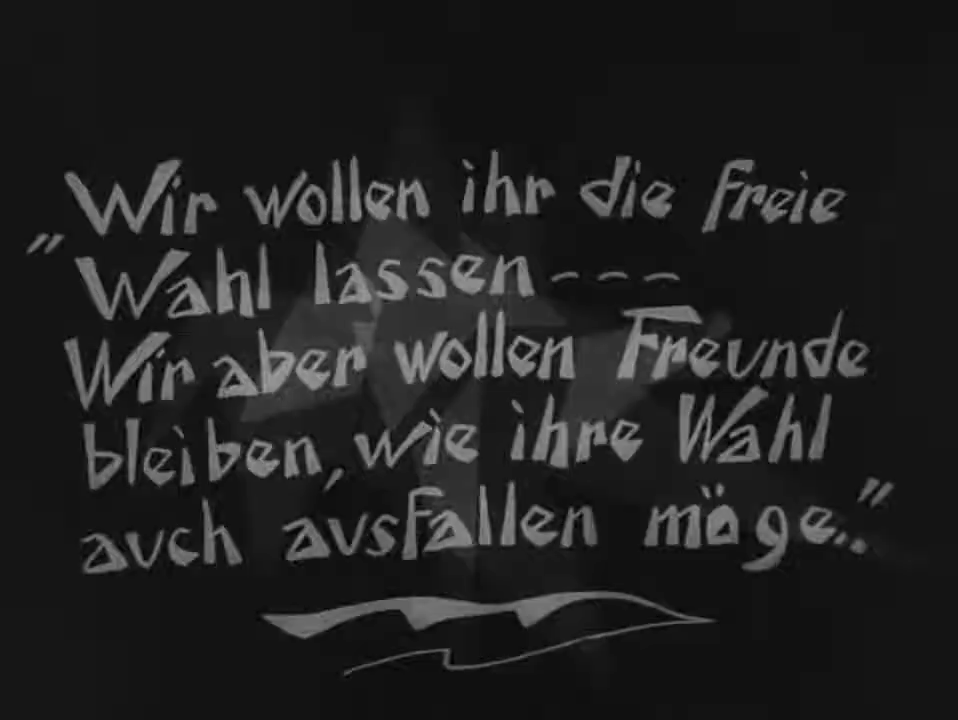 "Wir wollen ihr die freie
Wahl lassen - - -
Wir aber wollen Freunde
bleiben, wie ihre Wahl
auch ausfallen möge.."